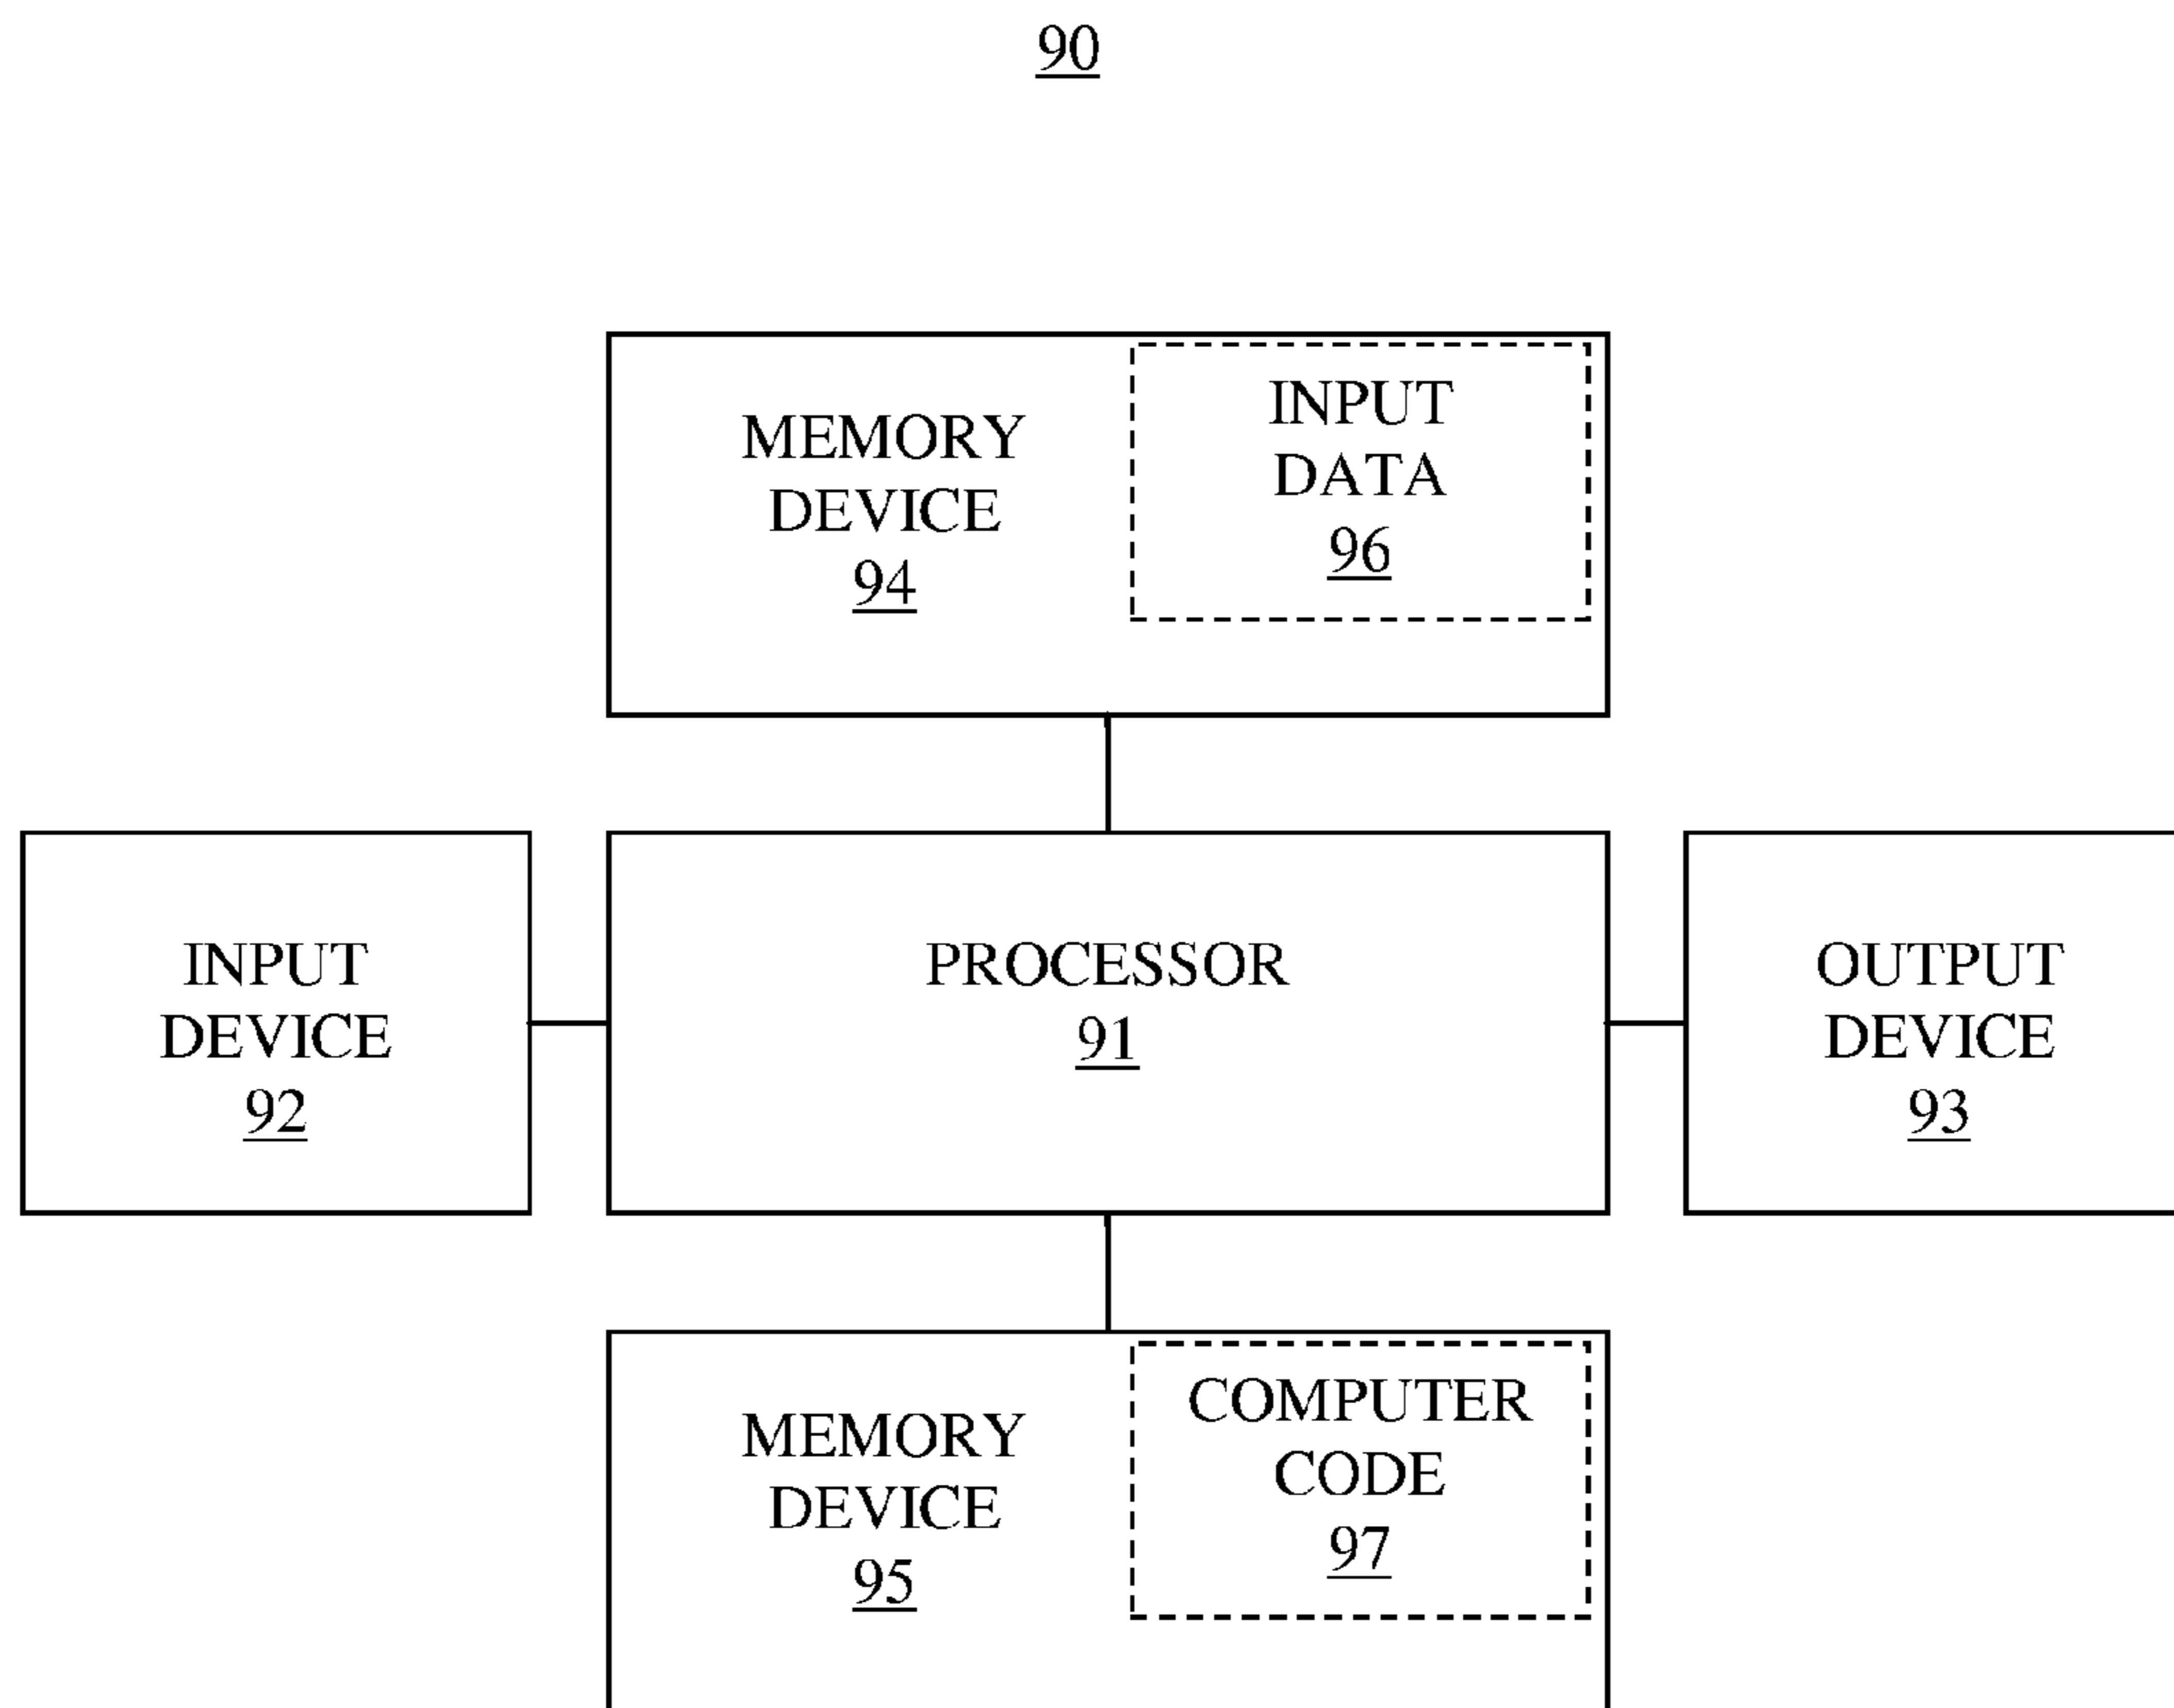 90
MEMORY
DEVICE
94
INPUT
DATA
96
INPUT
DEVICE
92
PROCESSOR
91
OUTPUT
DEVICE
93
MEMORY
DEVICE
95
COMPUTER
CODE
97